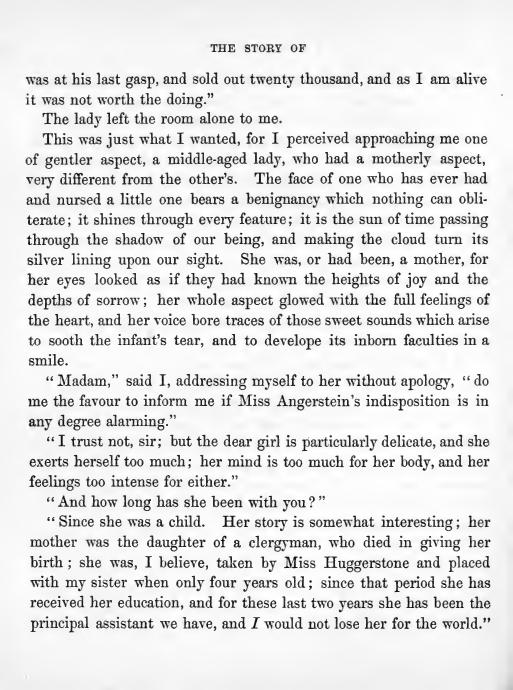 THE STORY OF
was at his last gasp, and sold out twenty thousand, and as I am alive
it was not worth the doing.”
The lady left the room alone to me.
This was just what I wanted, for I perceived approaching me one
of gentler aspect, a middle-aged lady, who had a motherly aspect,
very different from the other’s. The face of one who has ever had
and nursed a little one bears a benignancy which nothing can obli-
terate; it shines through every feature; it is the sun of time passing
through the shadow of our being, and making the cloud turn its
silver lining upon our sight. She was, or had been, a mother, for
her eyes looked as if they had known the heights of joy and the
depths of sorrow; her whole aspect glowed with the full feelings of
the heart, and her voice bore traces of those sweet sounds which arise
to sooth the infant’s tear, and to develope its inborn faculties in a
smile.
“Madam,” said I, addressing myself to her without apology, “do
me the favour to inform me if Miss Angerstein’s indisposition is in
any degree alarming.”
“I trust not, sir; but the dear girl is particularly delicate, and she
exerts herself too much; her mind is too much for her body, and her
feelings too intense for either.”
“And how long has she been with you?”
“Since she was a child. Her story is somewhat interesting; her
mother was the daughter of a clergyman, who died in giving her
birth; she was, I believe, taken by Miss Huggerstone and placed
with my sister when only four years old; since that period she has
received her education, and for these last two years she has been the
principal assistant we have, and I would not lose her for the world.”